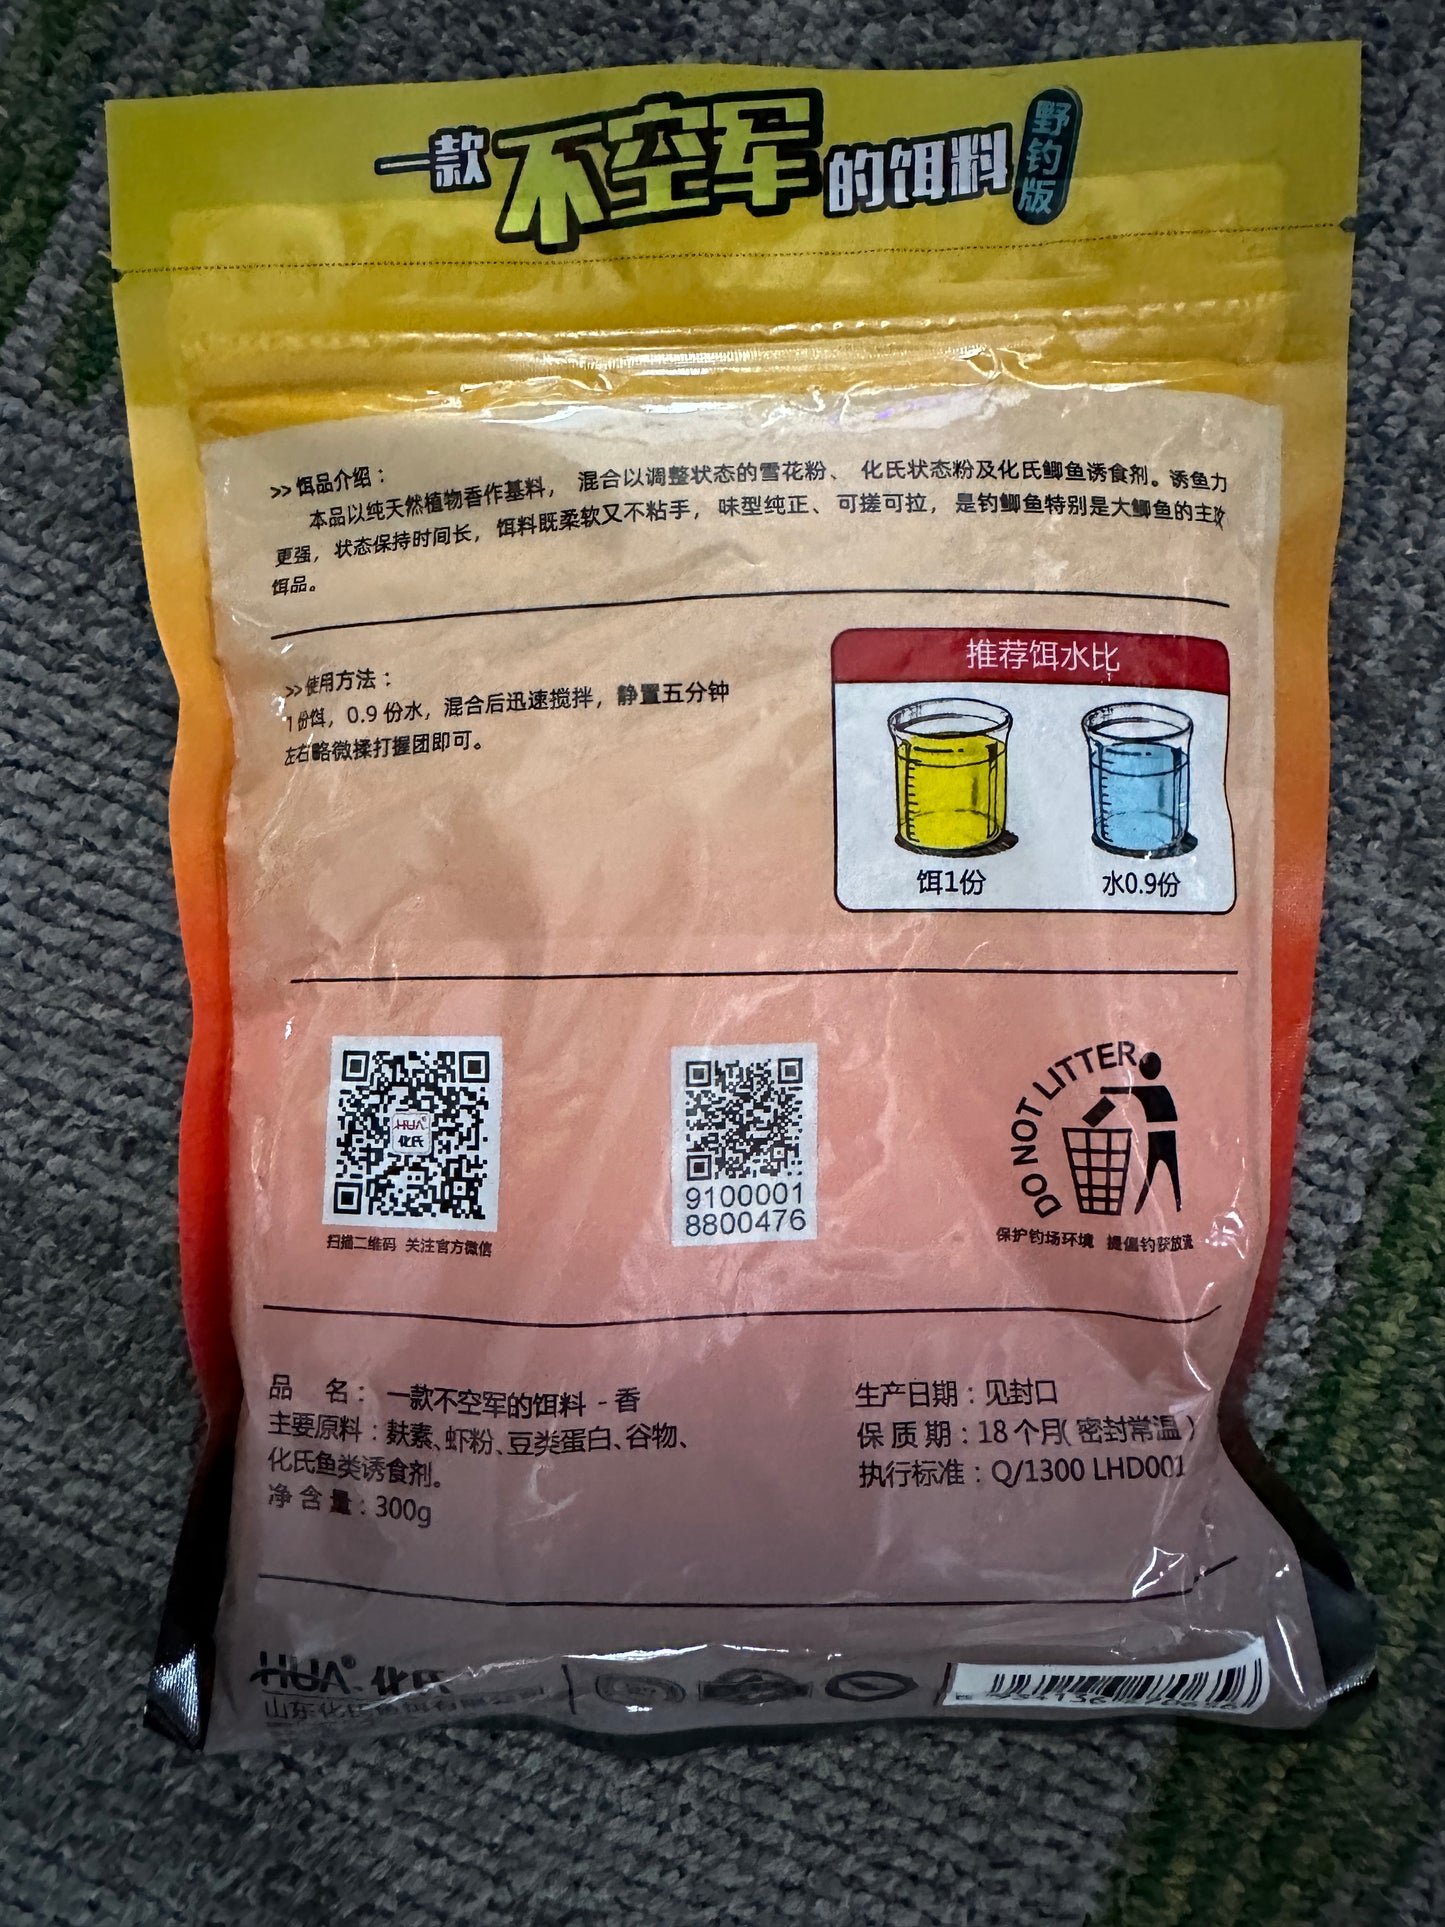 一款不空军的饵料 野钓版
>> 饵品介绍：
本品以纯天然植物香作基料， 混合以调整状态的雪花粉、 化氏状态粉及化氏鲫鱼诱食剂。诱鱼力
更强，状态保持时间长，饵料既柔软又不粘手，味型纯正、可搓可拉，是钓鲫鱼特别是大鲫鱼的主攻
饵品。
>> 使用方法：
1份饵，0.9 份水，混合后迅速搅拌，静置五分钟
左右略微揉打握团即可。
推荐饵水比
饵1份 水0.9份
HUA®
化氏
扫描二维码 关注官方微信
9100001
8800476
DO NOT LITTER
保护钓场环境 提倡钓获放流
品 名：一款不空军的饵料 - 香
主要原料：麸素、虾粉、豆类蛋白、谷物、
化氏鱼类诱食剂。
净 含 量：300g
生产日期：见封口
保 质 期：18 个月( 密封常温 )
执行标准：Q/1300 LHD001
HUA® 化氏
山东化氏